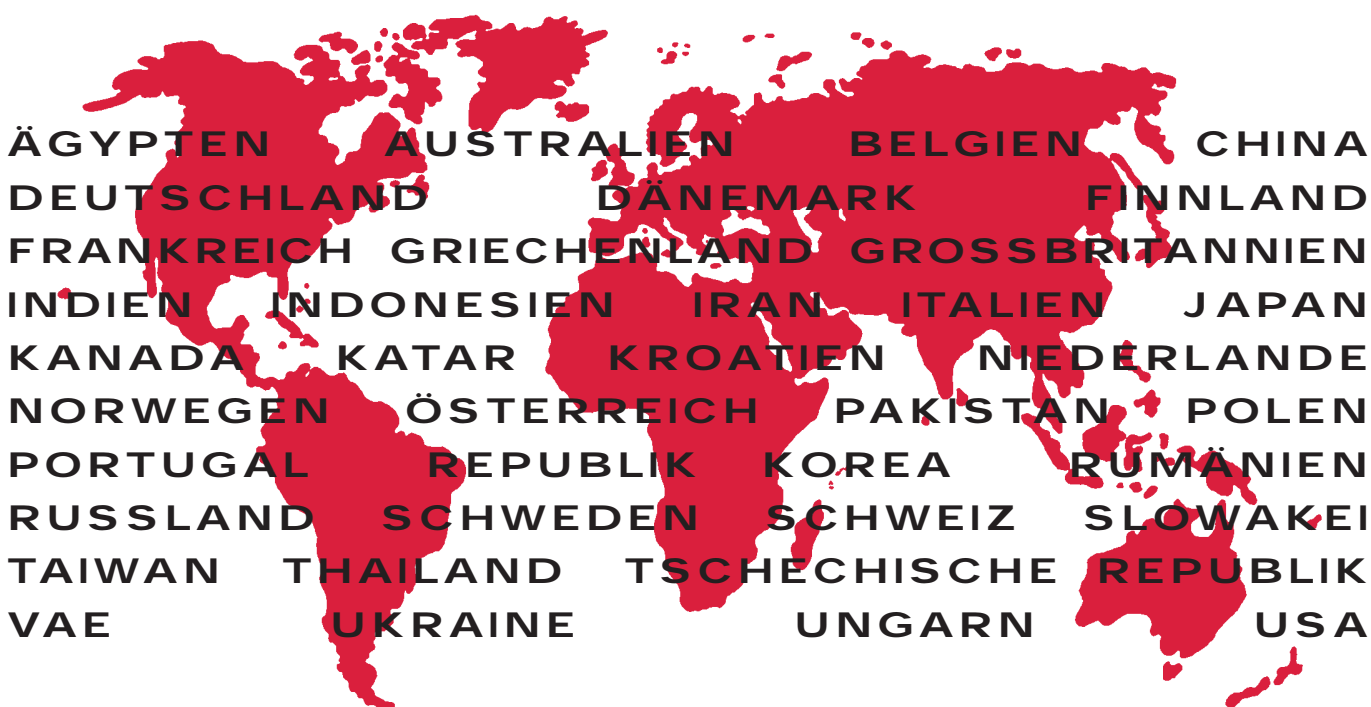 ÄGYPTEN AUSTRALIEN BELGIEN CHINA
DEUTSCHLAND DÄNEMARK FINNLAND
FRANKREICH GRIECHENLAND GROSSBRITANNIEN
INDIEN INDONESIEN IRAN ITALIEN JAPAN
KANADA KATAR KROATIEN NIEDERLANDE
NORWEGEN ÖSTERREICH PAKISTAN POLEN
PORTUGAL REPUBLIK KOREA RUMÄNIEN
RUSSLAND SCHWEDEN SCHWEIZ SLOWAKEI
TAIWAN THAILAND TSCHECHISCHE REPUBLIK
VAE UKRAINE UNGARN USA